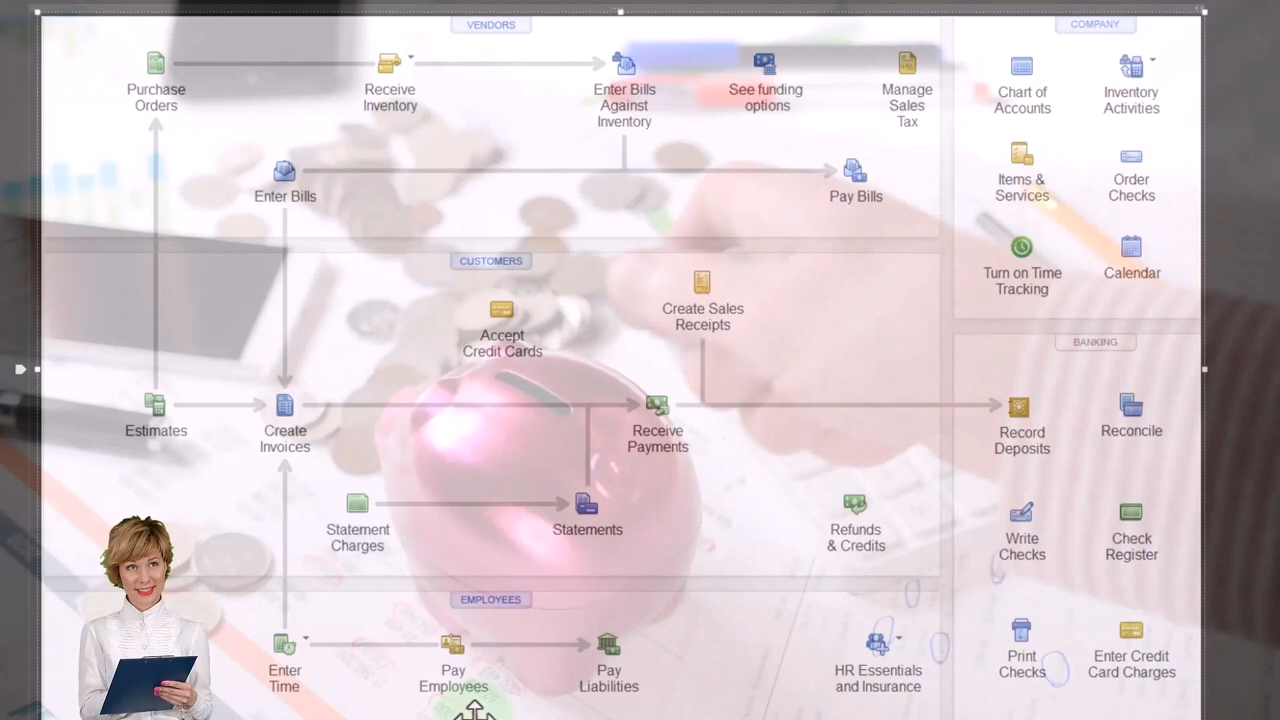 VENDORS
COMPANY
Purchase
Orders
Receive
Inventory
Enter Bills
Against
Inventory
See funding
options
Manage
Sales
Tax
Chart of
Accounts
Inventory
Activities
Enter Bills
Pay Bills
Items &
Services
Order
Checks
CUSTOMERS
Turn on Time
Tracking
Calendar
Accept
Credit Cards
Create Sales
Receipts
BANKING
Estimates
Create
Invoices
Receive
Payments
Record
Deposits
Reconcile
Statement
Charges
Statements
Refunds
& Credits
Write
Checks
Check
Register
EMPLOYEES
Enter
Time
Pay
Employees
Pay
Liabilities
HR Essentials
and Insurance
Print
Checks
Enter Credit
Card Charges